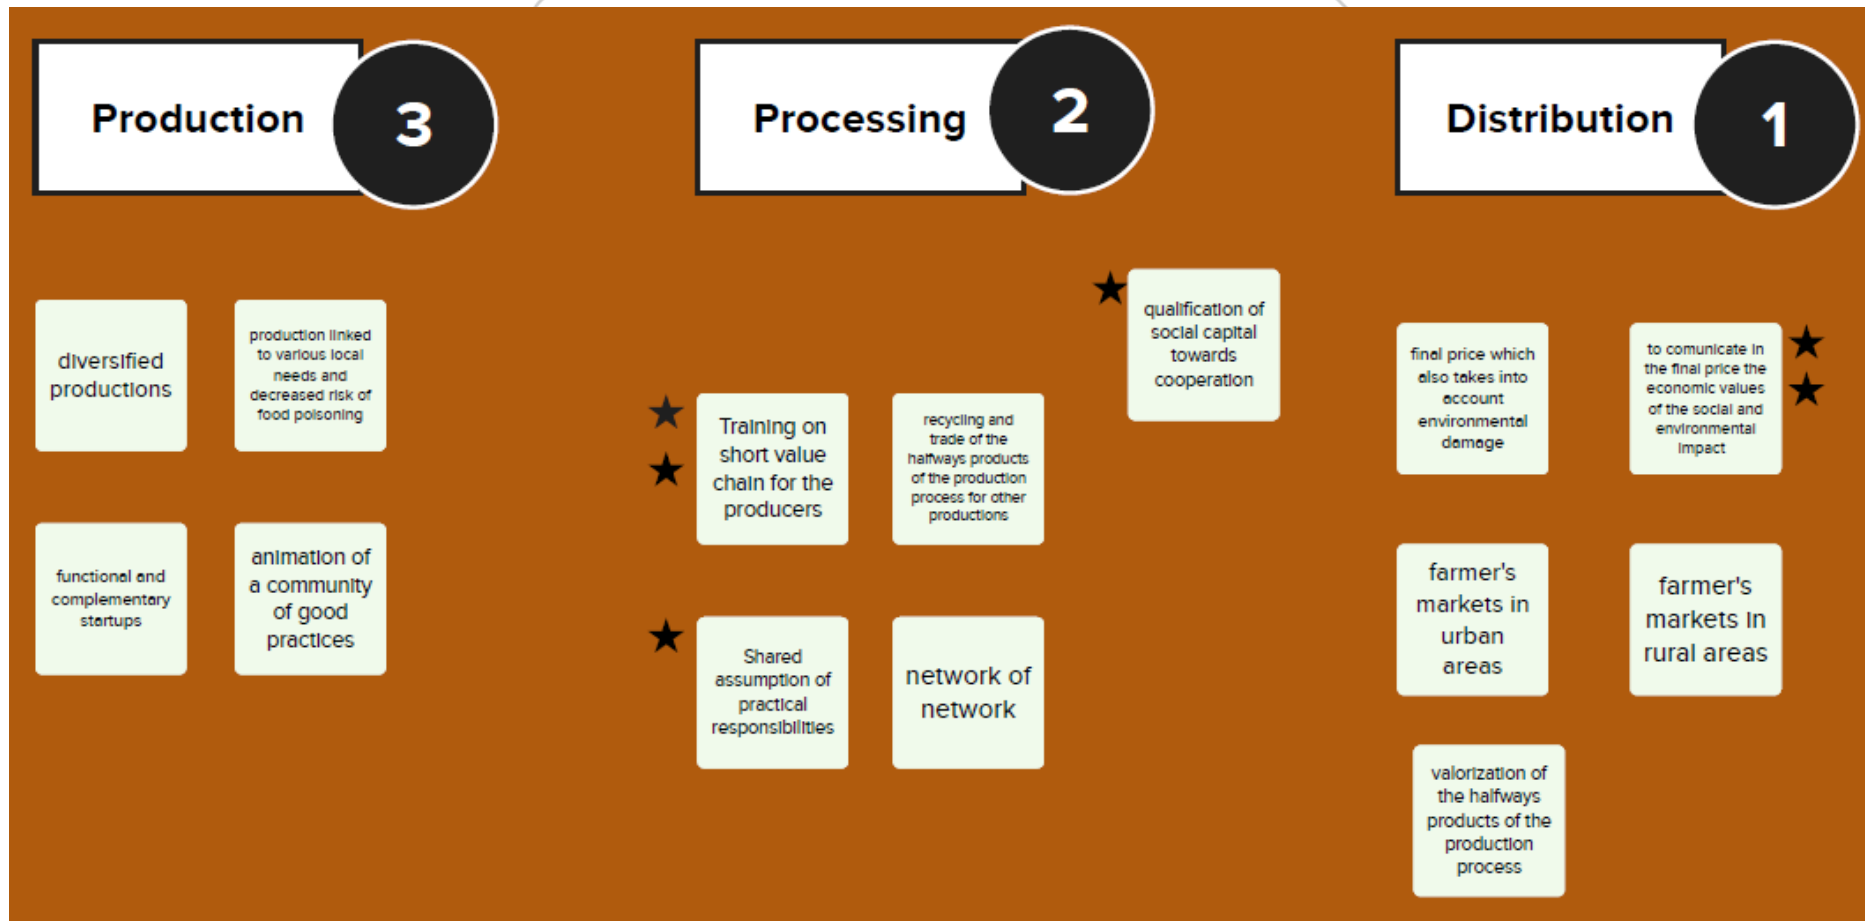 Production
3
diversified
productions
production linked
to various local
needs and
decreased risk of
food poisoning
functional and
complementary
startups
animation of
a community
of good
practices
Processing
2
qualification of
social capital
towards
cooperation
Training on
short value
chain for the
producers
recycling and
trade of the
halfways products
of the production
process for other
productions
Shared
assumption of
practical
responsibilities
network of
network
Distribution
1
final price which
also takes into
account
environmental
damage
to comunicate in
the final price the
economic values
of the social and
environmental
impact
farmer's
markets in
urban
areas
farmer's
markets in
rural areas
valorization of
the halfways
products of the
production
process